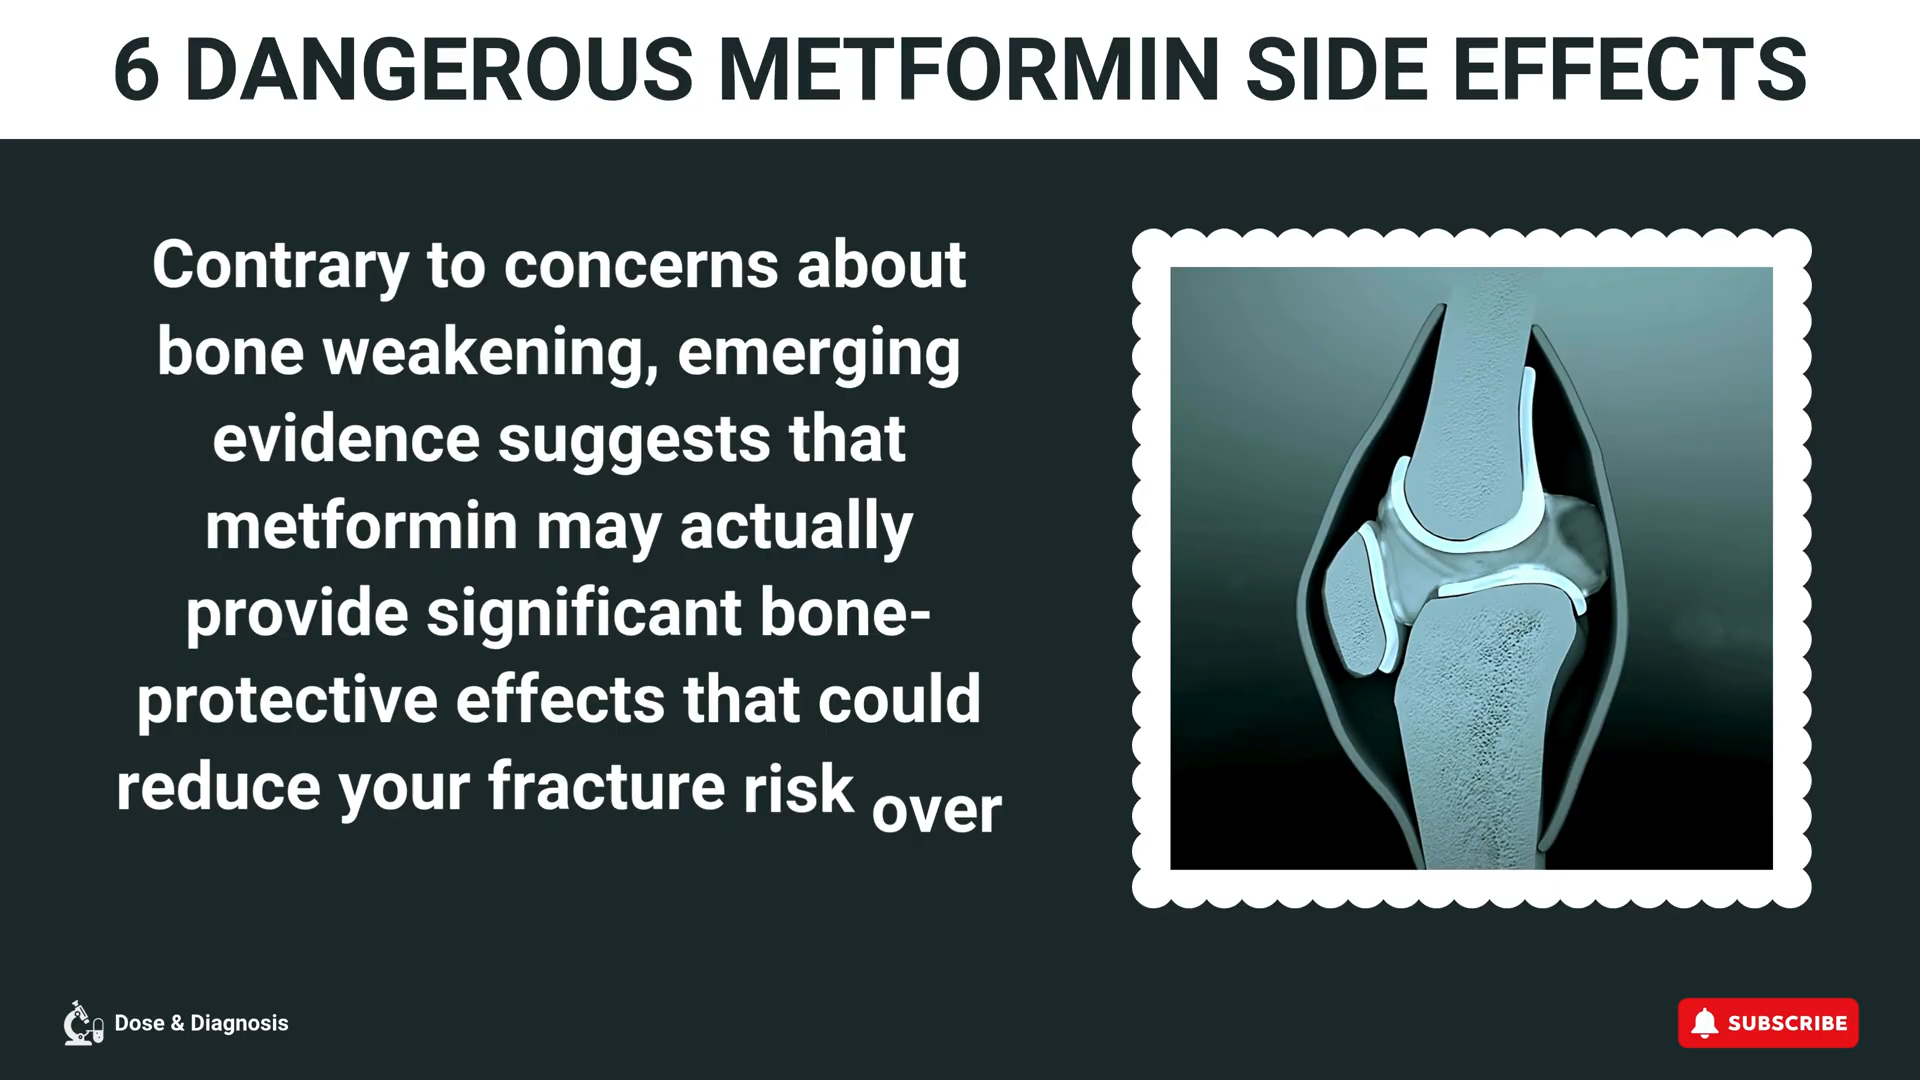 6 DANGEROUS METFORMIN SIDE EFFECTS
Contrary to concerns about
bone weakening, emerging
evidence suggests that
metformin may actually
provide significant bone-
protective effects that could
reduce your fracture risk over
Dose & Diagnosis
SUBSCRIBE